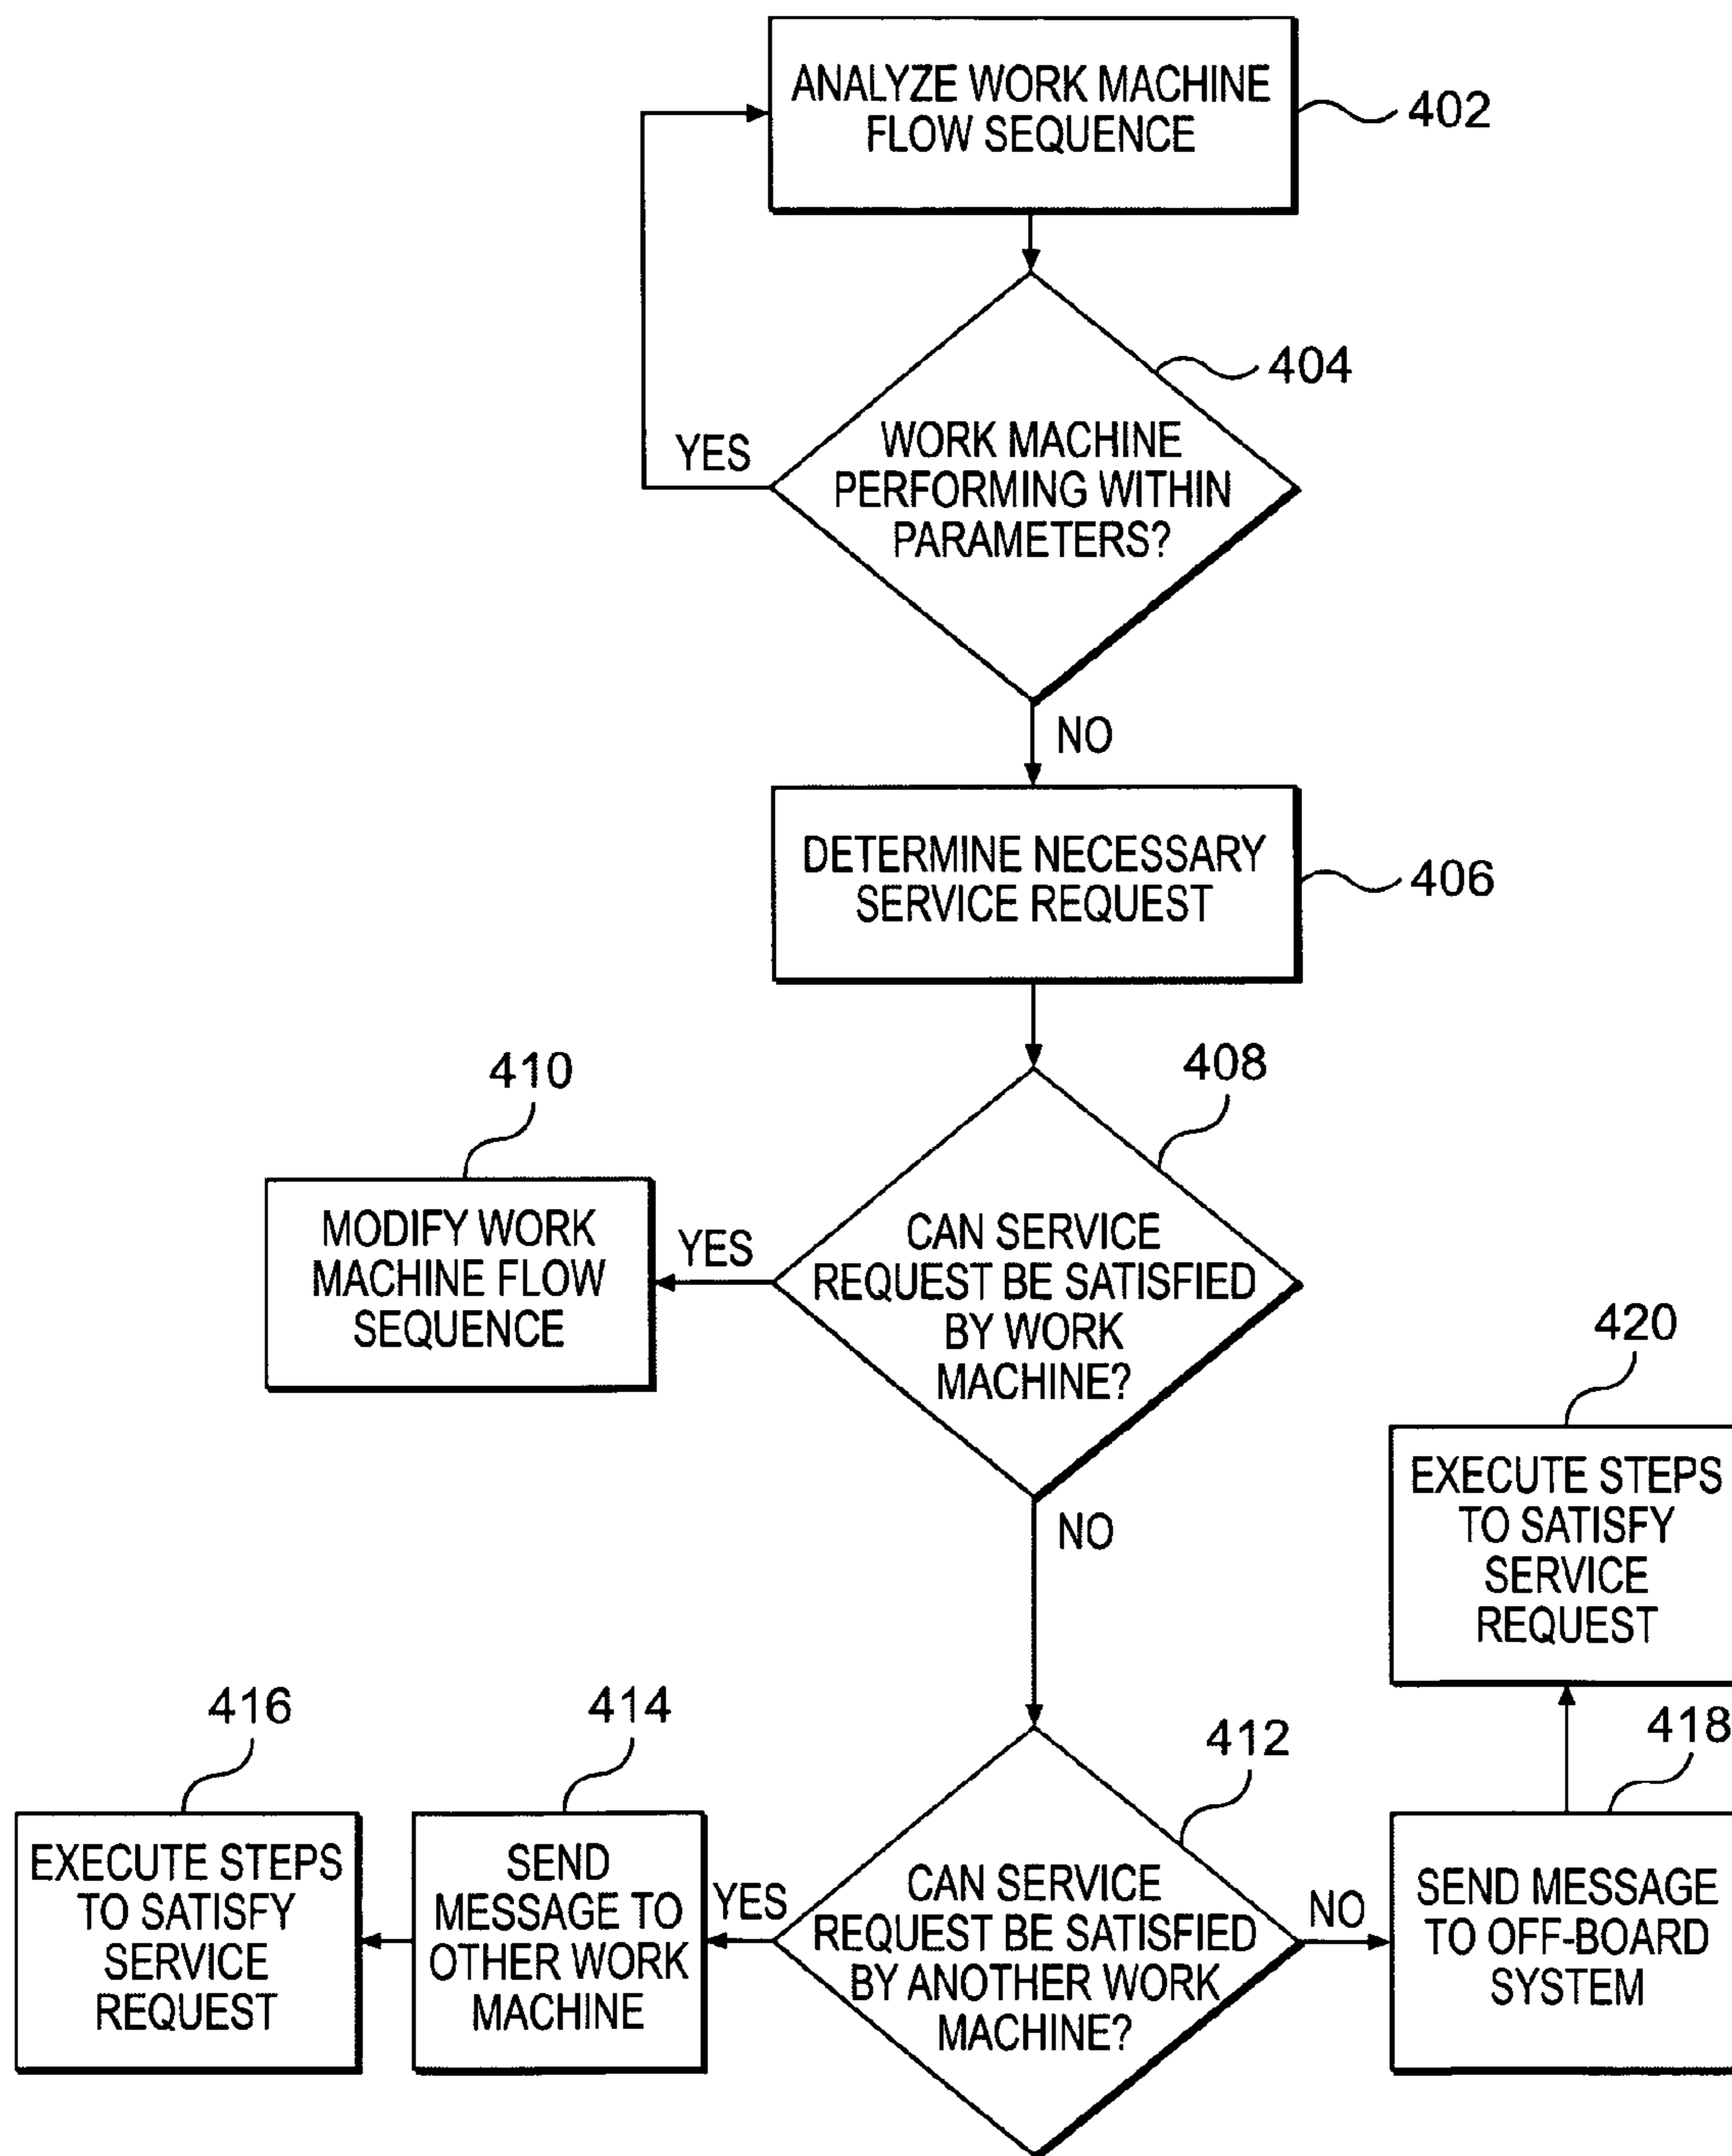 ANALYZE WORK MACHINE
FLOW SEQUENCE
402
404
WORK MACHINE
PERFORMING WITHIN
PARAMETERS?
YES
NO
DETERMINE NECESSARY
SERVICE REQUEST
406
408
410
CAN SERVICE
REQUEST BE SATISFIED
BY WORK
MACHINE?
YES
MODIFY WORK
MACHINE FLOW
SEQUENCE
NO
420
EXECUTE STEPS
TO SATISFY
SERVICE
REQUEST
416
414
412
418
EXECUTE STEPS
TO SATISFY
SERVICE
REQUEST
SEND
MESSAGE TO
OTHER WORK
MACHINE
YES
CAN SERVICE
REQUEST BE SATISFIED
BY ANOTHER WORK
MACHINE?
NO
SEND MESSAGE
TO OFF-BOARD
SYSTEM